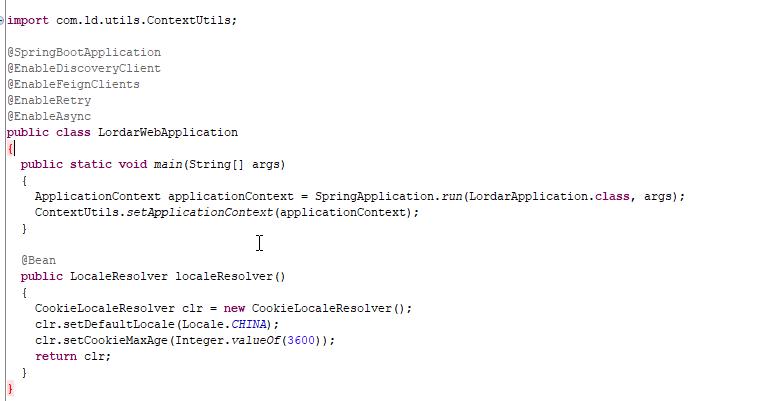 import com.ld.utils.ContextUtils;
@SpringBootApplication
@EnableDiscoveryClient
@EnableFeignClients
@EnableRetry
@EnableAsync
public class LordarWebApplication
{
public static void main(String[] args)
{
ApplicationContext applicationContext = SpringApplication.run(LordarApplication.class, args);
ContextUtils.setApplicationContext(applicationContext);
}
@Bean
public LocaleResolver localeResolver()
{
CookieLocaleResolver clr = new CookieLocaleResolver();
clr.setDefaultLocale(Locale.CHINA);
clr.setCookieMaxAge(Integer.valueOf(3600));
return clr;
}
}